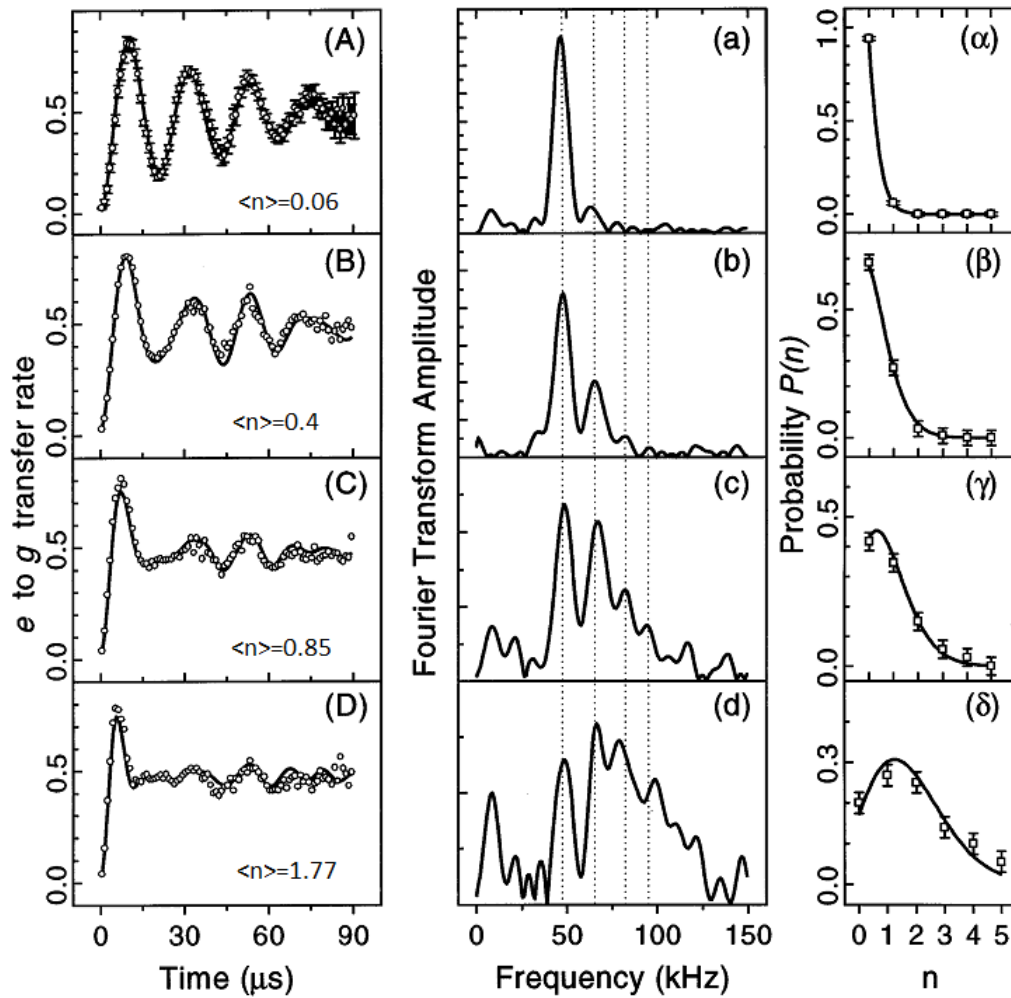 e to g transfer rate
(A)
0.5
0.0
<n>=0.06
(B)
0.5
0.0
<n>=0.4
(C)
0.5
0.0
<n>=0.85
(D)
0.5
0.0
<n>=1.77
0 30 60 90
Time (μs)
Fourier Transform Amplitude
(a)
(b)
(c)
(d)
0 50 100 150
Frequency (kHz)
Probability P(n)
(α)
1.0
0.5
0.0
(β)
0.5
0.0
(γ)
0.5
0.0
(δ)
0.3
0.0
0 1 2 3 4 5
n